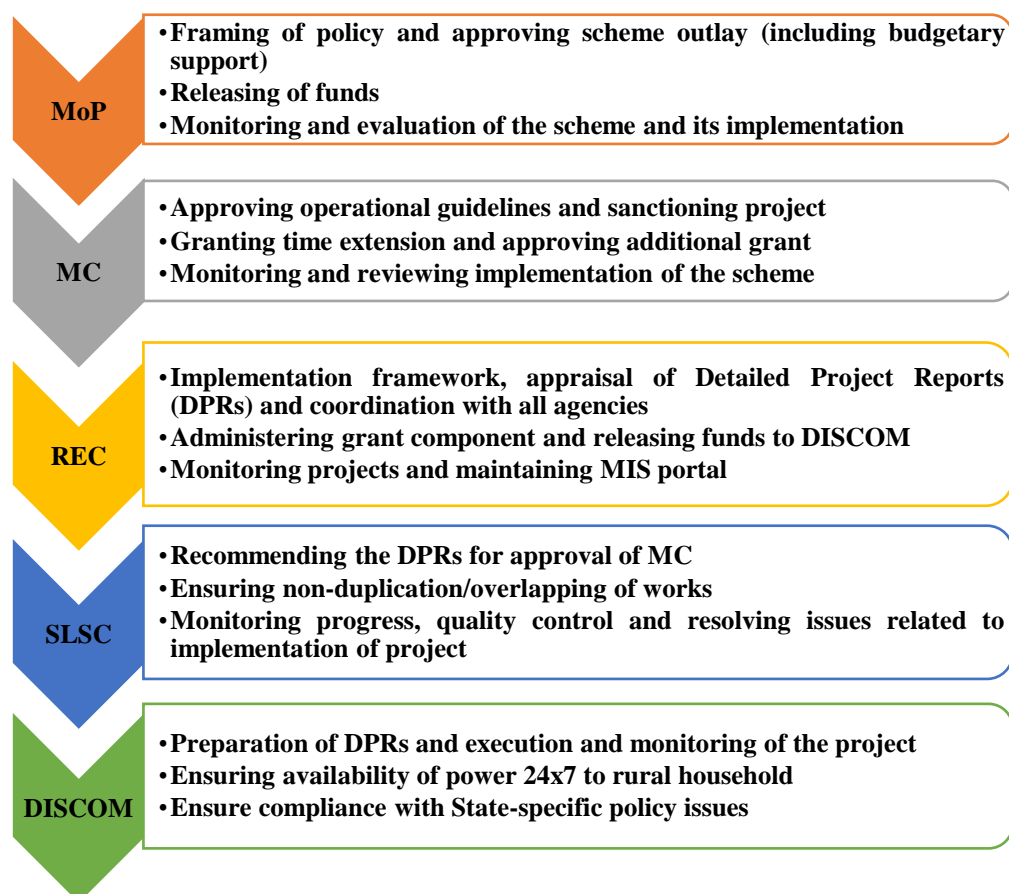 MoP
•Framing of policy and approving scheme outlay (including budgetary
support)
•Releasing of funds
•Monitoring and evaluation of the scheme and its implementation
MC
•Approving operational guidelines and sanctioning project
•Granting time extension and approving additional grant
•Monitoring and reviewing implementation of the scheme
REC
•Implementation framework, appraisal of Detailed Project Reports
(DPRs) and coordination with all agencies
•Administering grant component and releasing funds to DISCOM
•Monitoring projects and maintaining MIS portal
SLSC
•Recommending the DPRs for approval of MC
•Ensuring non-duplication/overlapping of works
•Monitoring progress, quality control and resolving issues related to
implementation of project
DISCOM
•Preparation of DPRs and execution and monitoring of the project
•Ensuring availability of power 24x7 to rural household
•Ensure compliance with State-specific policy issues